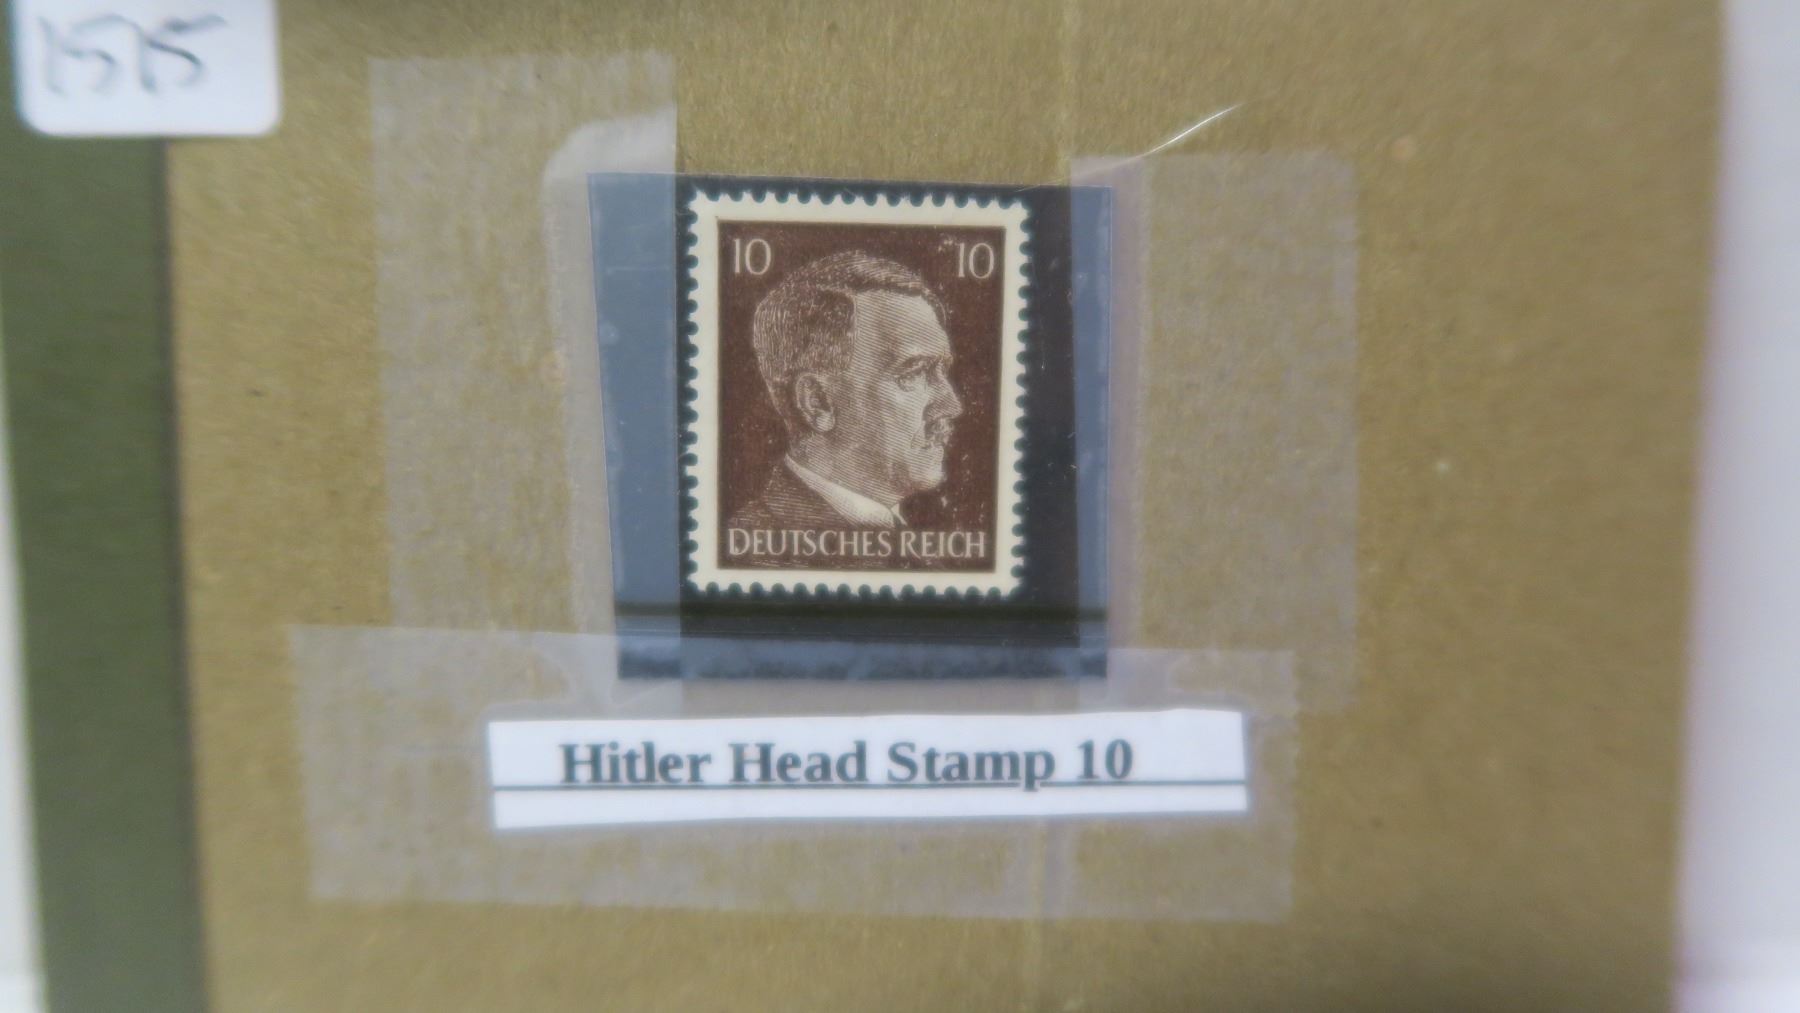 1575
10 10
DEUTSCHES REICH
Hitler Head Stamp 10